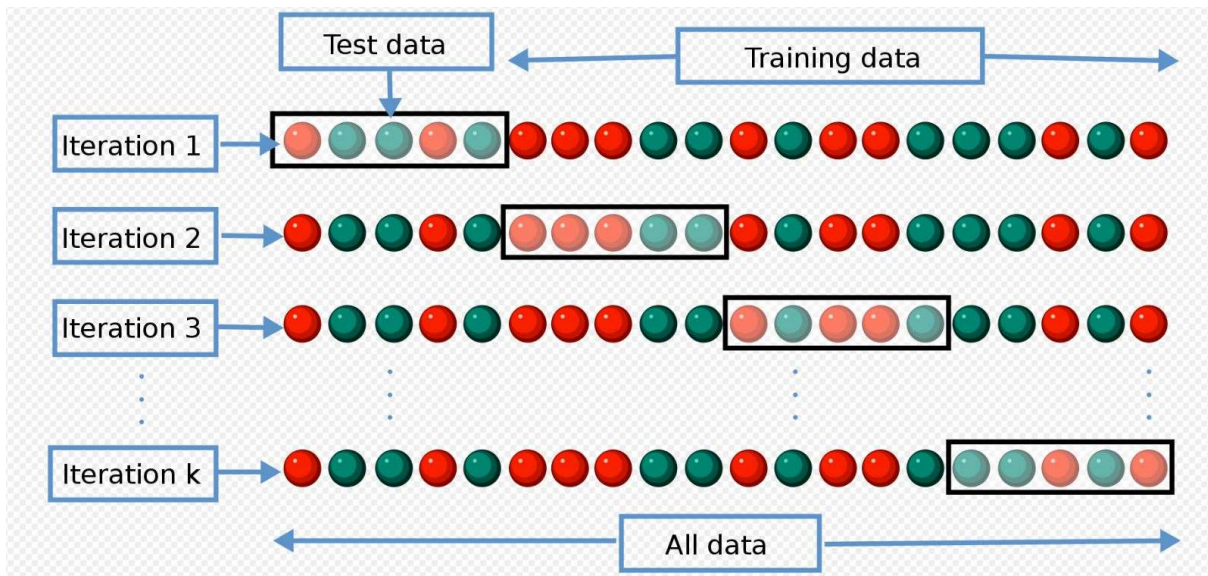 Test data
Training data
Iteration 1
Iteration 2
Iteration 3
Iteration k
All data